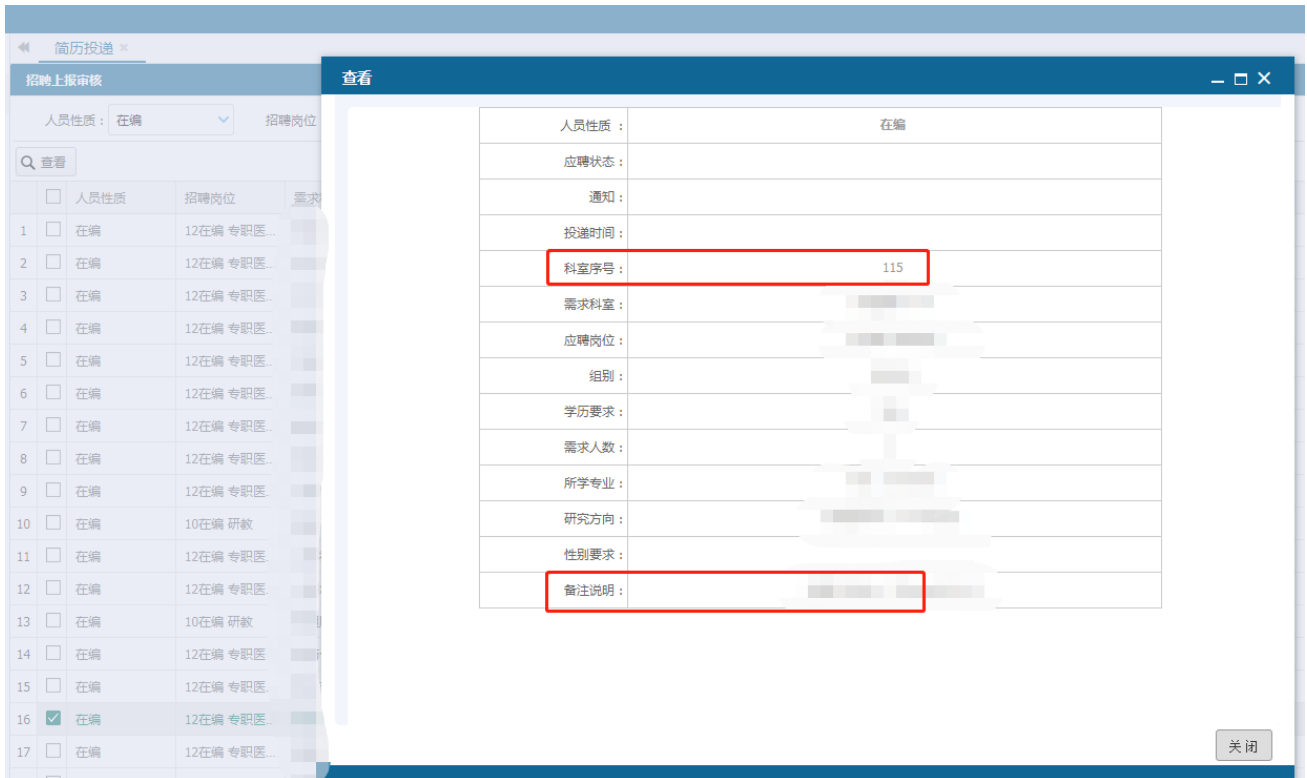 简历投递
招聘上报审核
人员性质： 在编 招聘岗位
查看
人员性质 招聘岗位 需求
1 在编 12在编 专职医...
2 在编 12在编 专职医..
3 在编 12在编 专职医..
4 在编 12在编 专职医..
5 在编 12在编 专职医..
6 在编 12在编 专职医..
7 在编 12在编 专职医..
8 在编 12在编 专职医..
9 在编 12在编 专职医.
10 在编 10在编 研教
11 在编 12在编 专职医.
12 在编 12在编 专职医.
13 在编 10在编 研教
14 在编 12在编 专职医
15 在编 12在编 专职医.
16 在编 12在编 专职医..
17 在编 12在编 专职医...
查看
人员性质 ： 在编
应聘状态：
通知：
投递时间：
科室序号： 115
需求科室：
应聘岗位：
组别：
学历要求：
需求人数：
所学专业：
研究方向：
性别要求：
备注说明：
关闭